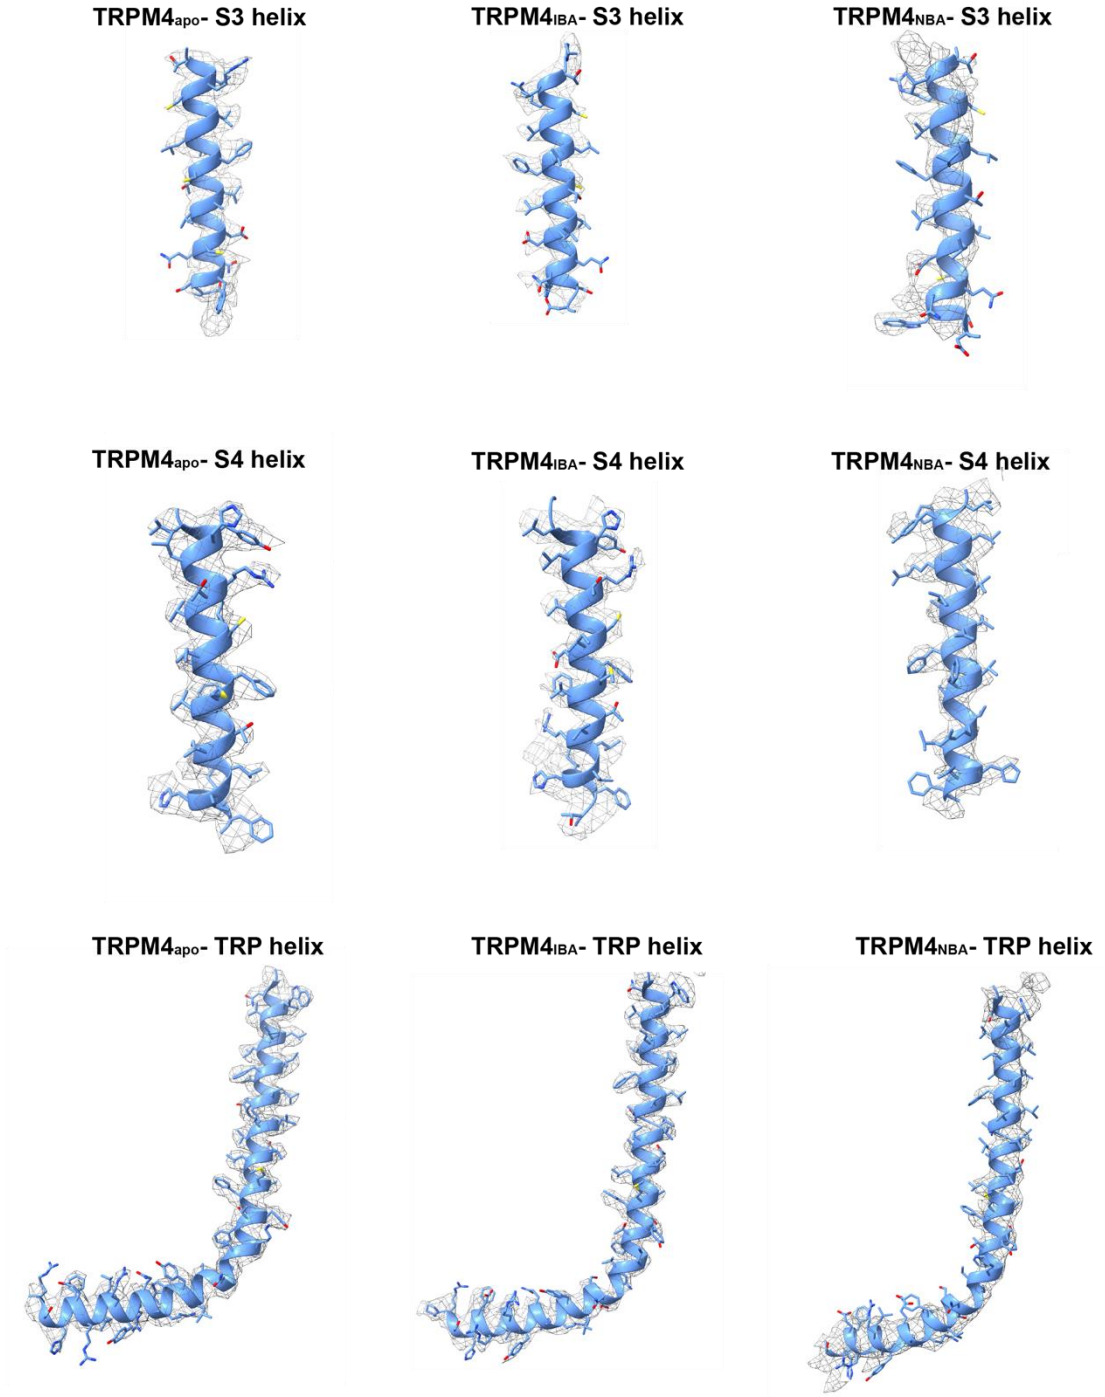 TRPM4apo- S3 helix
TRPM4IBA- S3 helix
TRPM4NBA- S3 helix
TRPM4apo- S4 helix
TRPM4IBA- S4 helix
TRPM4NBA- S4 helix
TRPM4apo- TRP helix
TRPM4IBA- TRP helix
TRPM4NBA- TRP helix